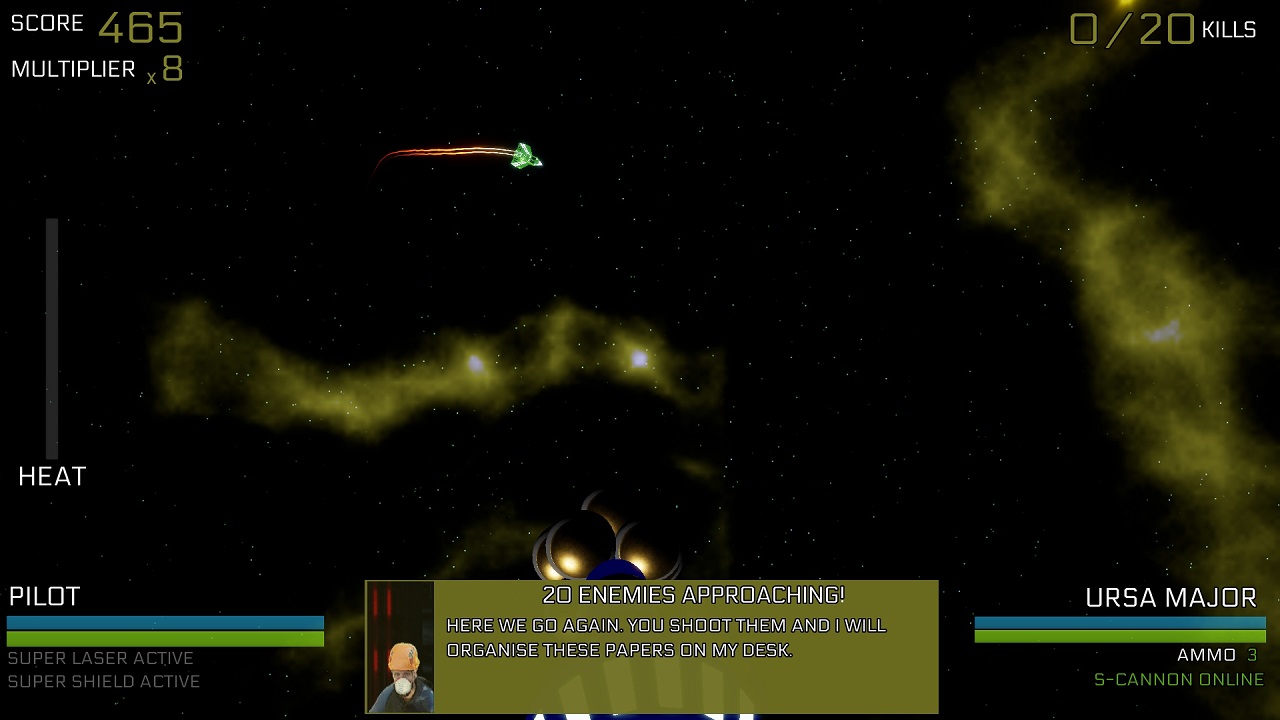 SCORE 465
MULTIPLIER x8
0/20 KILLS
HEAT
PILOT
SUPER LASER ACTIVE
SUPER SHIELD ACTIVE
20 ENEMIES APPROACHING!
HERE WE GO AGAIN. YOU SHOOT THEM AND I WILL
ORGANISE THESE PAPERS ON MY DESK.
URSA MAJOR
AMMO 3
S-CANNON ONLINE